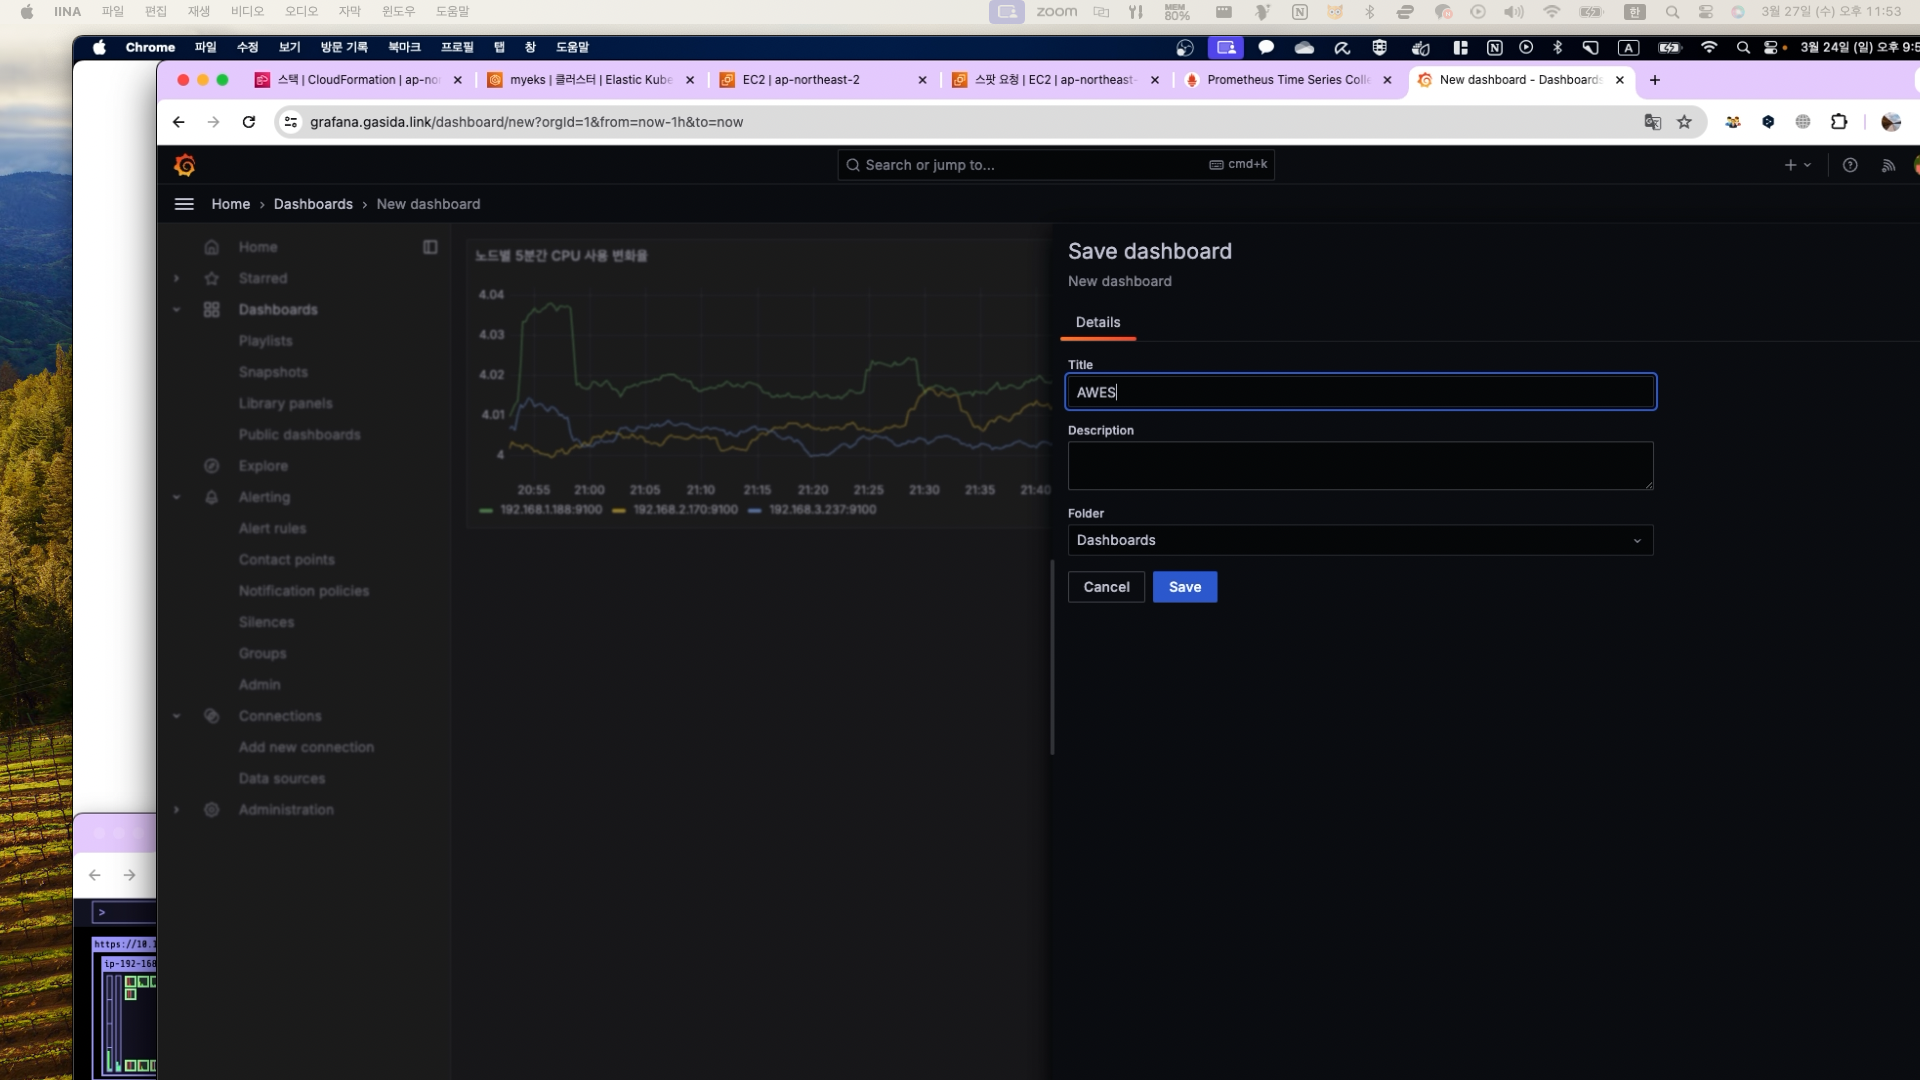 IINA 파일 편집 재생 비디오 오디오 자막 윈도우 도움말 zoom MEM 80% 한 3월 27일 (수) 오후 11:53
Chrome 파일 수정 보기 방문 기록 북마크 프로필 탭 창 도움말 A 3월 24일 (일) 오후 9:5
스택 | CloudFormation | ap-no myeks | 클러스터 | Elastic Kube EC2 | ap-northeast-2 스팟 요청 | EC2 | ap-northeast- Prometheus Time Series Colle New dashboard - Dashboards
grafana.gasida.link/dashboard/new?orgId=1&from=now-1h&to=now
Search or jump to... cmd+k
Home › Dashboards › New dashboard
Home
Starred
Dashboards
Playlists
Snapshots
Library panels
Public dashboards
Explore
Alerting
Alert rules
Contact points
Notification policies
Silences
Groups
Admin
Connections
Add new connection
Data sources
Administration
노드별 5분간 CPU 사용 변화율
4.04
4.03
4.02
4.01
4
20:55 21:00 21:05 21:10 21:15 21:20 21:25 21:30 21:35 21:40
192.168.1.188:9100 192.168.2.170:9100 192.168.3.237:9100
Save dashboard
New dashboard
Details
Title
AWES
Description
Folder
Dashboards
Cancel Save
>
https://10.1
ip-192-168